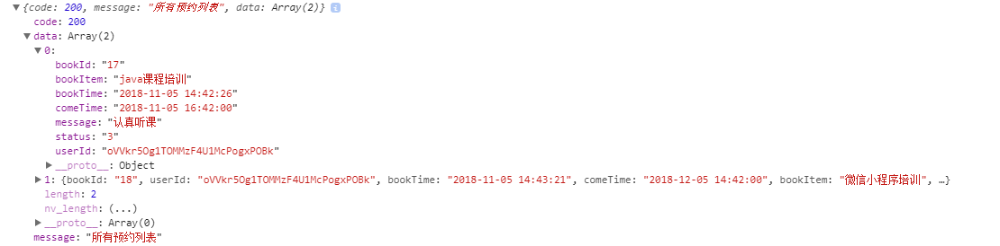 ▼{code: 200, message: "所有预约列表", data: Array(2)} i
code: 200
▼data: Array(2)
▼0:
bookId: "17"
bookItem: "java课程培训"
bookTime: "2018-11-05 14:42:26"
comeTime: "2018-11-05 16:42:00"
message: "认真听课"
status: "3"
userId: "oVVkr5Og1TOMMzF4U1McPogxPOBk"
▶__proto__: Object
▶1: {bookId: "18", userId: "oVVkr5Og1TOMMzF4U1McPogxPOBk", bookTime: "2018-11-05 14:43:21", comeTime: "2018-12-05 14:42:00", bookItem: "微信小程序培训", …}
length: 2
nv_length: (...)
▶__proto__: Array(0)
message: "所有预约列表"